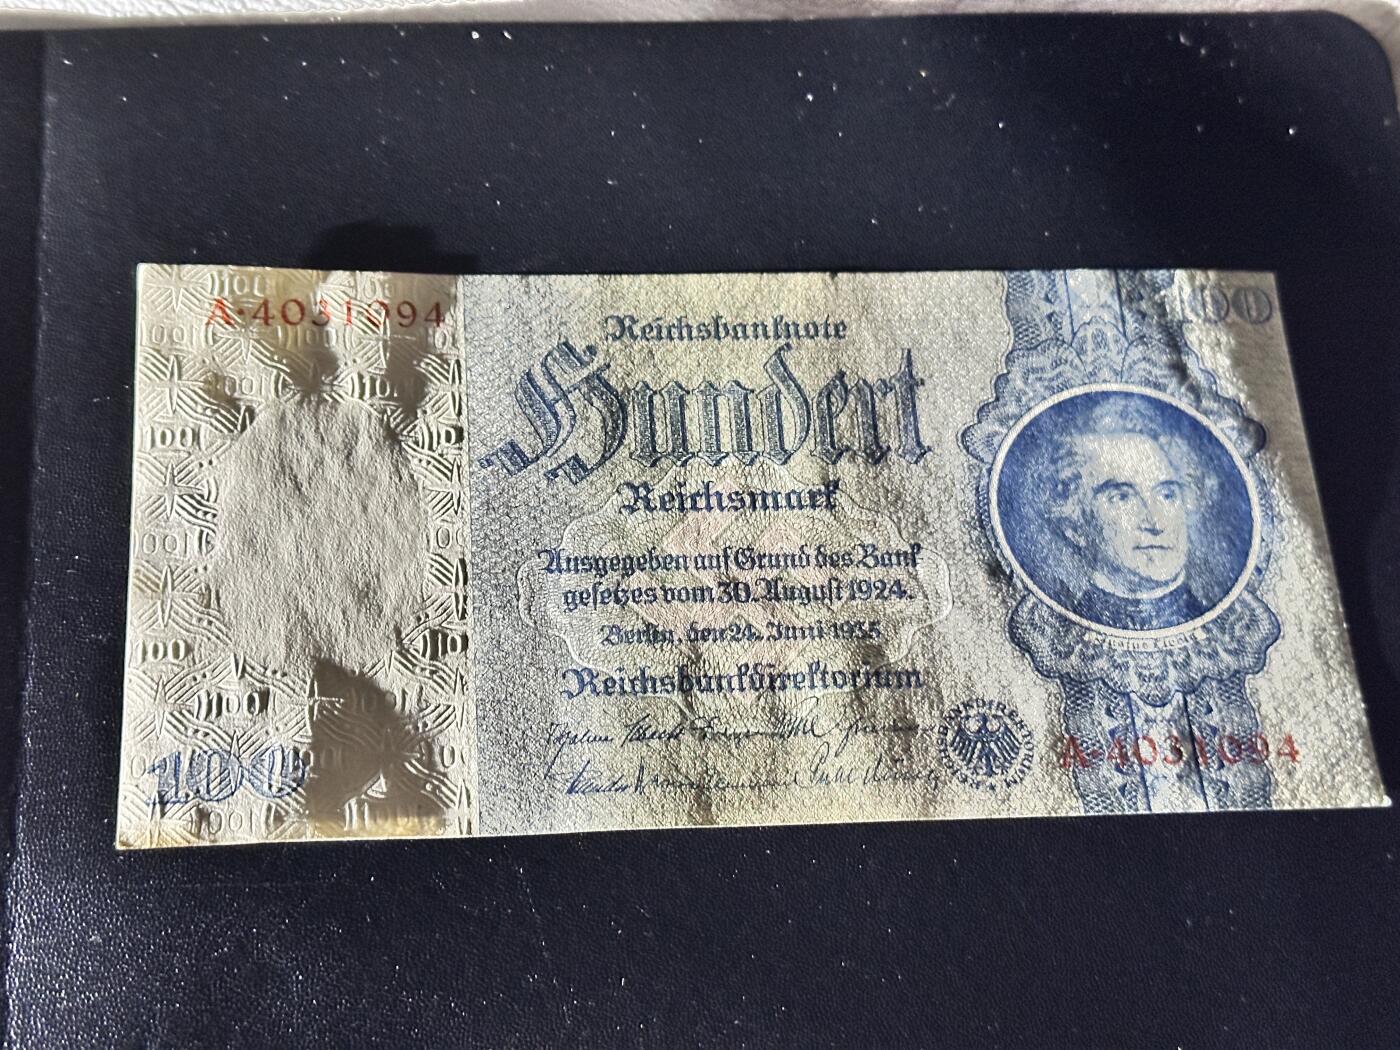 A·4031094
100
Reichsbanknote
Hundert
Reichsmark
Ausgegeben auf Grund des Bank
gesetzes vom 30. August 1924.
Berlin, den 24. Juni 1935
Reichsbankdirektorium
A·4031094
100